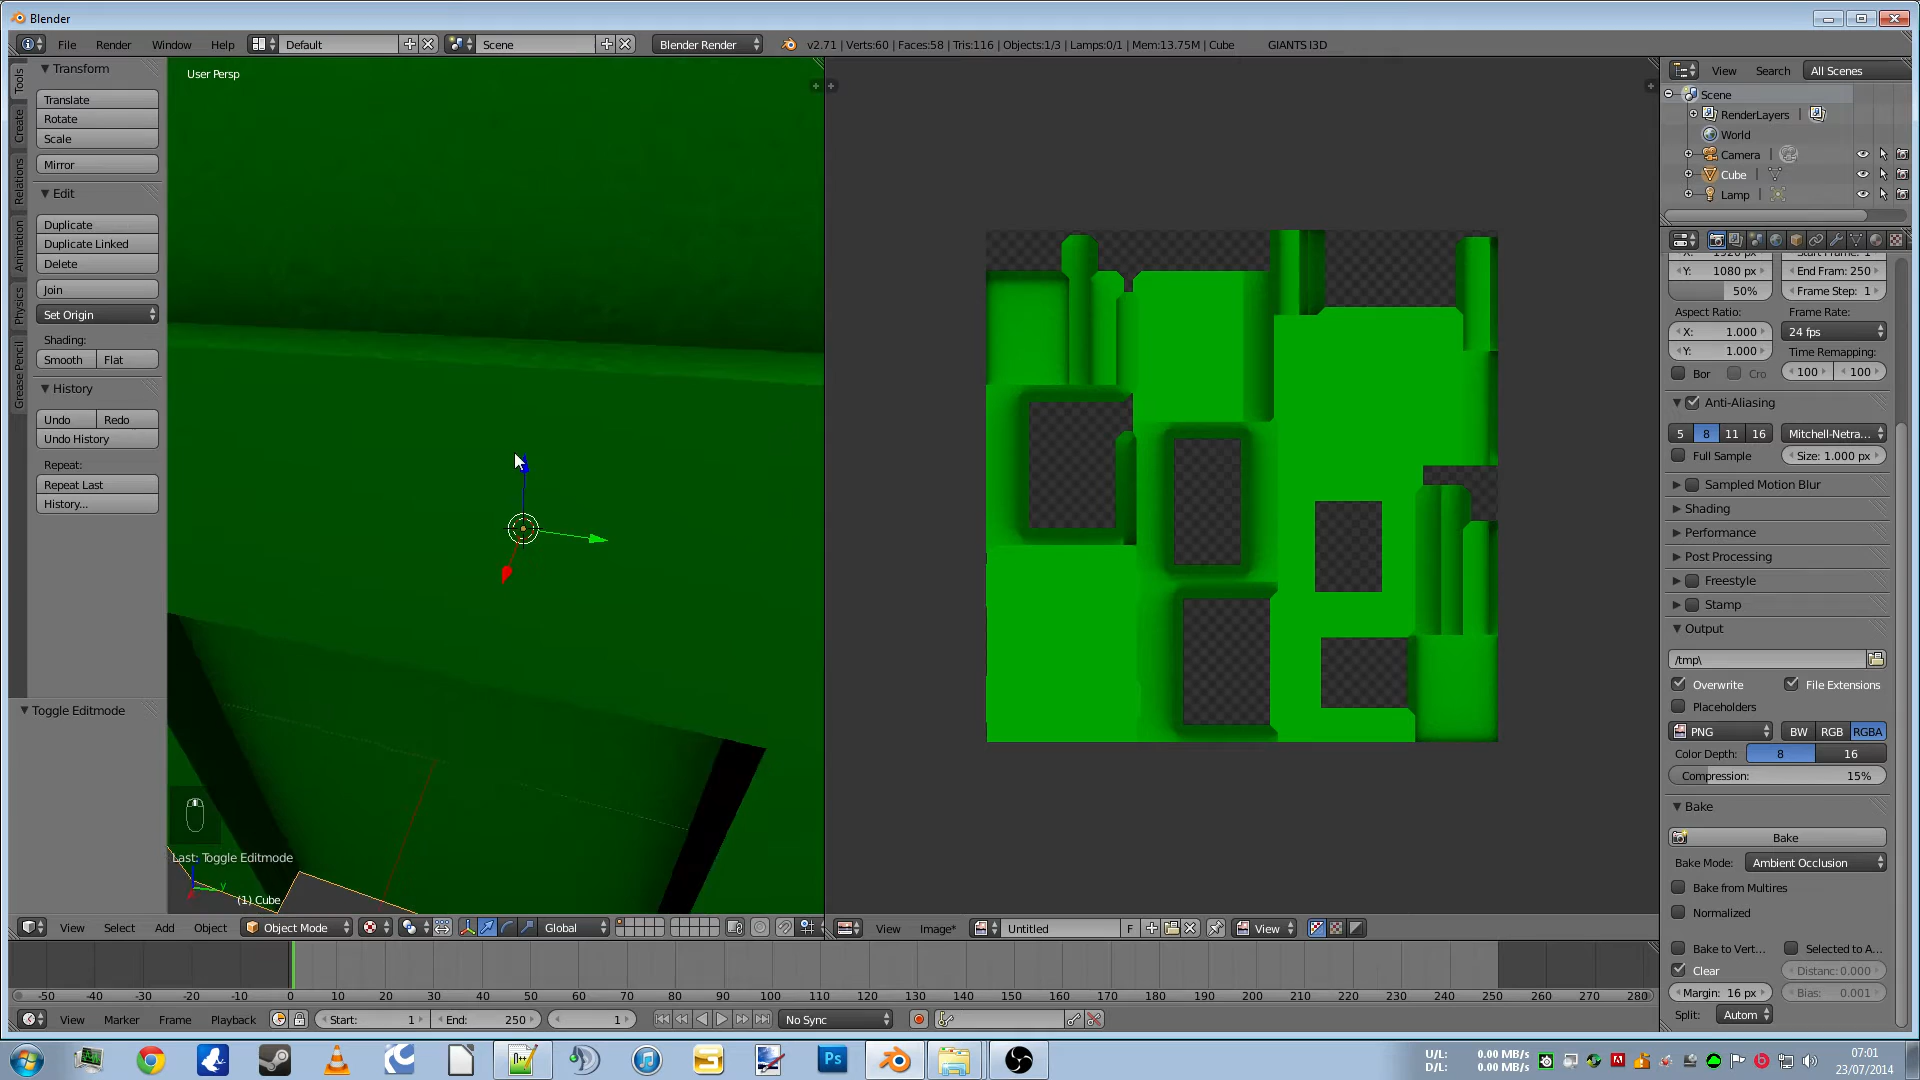 Blender
File Render Window Help Default Scene Blender Render v2.71 | Verts:60 | Faces:58 | Tris:116 | Objects:1/3 | Lamps:0/1 | Mem:13.75M | Cube GIANTS I3D
Tools
Create
Relations
Animation
Physics
Grease Pencil
Transform
Translate
Rotate
Scale
Mirror
Edit
Duplicate
Duplicate Linked
Delete
Join
Set Origin
Shading:
Smooth Flat
History
Undo Redo
Undo History
Repeat:
Repeat Last
History...
Toggle Editmode
User Persp
Last: Toggle Editmode
(1) Cube
View Select Add Object Object Mode Global
View Image* Untitled F View
View Search All Scenes
Scene
RenderLayers |
World
Camera |
Cube |
Lamp |
Y: 1080 px End Fram: 250
50% Frame Step: 1
Aspect Ratio: Frame Rate:
X: 1.000 24 fps
Y: 1.000 Time Remapping:
Bor Cro 100 100
Anti-Aliasing
5 8 11 16 Mitchell-Netra...
Full Sample Size: 1.000 px
Sampled Motion Blur
Shading
Performance
Post Processing
Freestyle
Stamp
Output
/tmp\
Overwrite File Extensions
Placeholders
PNG BW RGB RGBA
Color Depth: 8 16
Compression: 15%
Bake
Bake
Bake Mode: Ambient Occlusion
Bake from Multires
Normalized
Bake to Vert... Selected to A...
Clear Distanc: 0.000
Margin: 16 px Bias: 0.001
Split: Autom
-50 -40 -30 -20 -10 0 10 20 30 40 50 60 70 80 90 100 110 120 130 140 150 160 170 180 190 200 210 220 230 240 250 260 270 280
View Marker Frame Playback Start: 1 End: 250 1 No Sync
U/L: 0.00 MB/s
D/L: 0.00 MB/s
07:01
23/07/2014